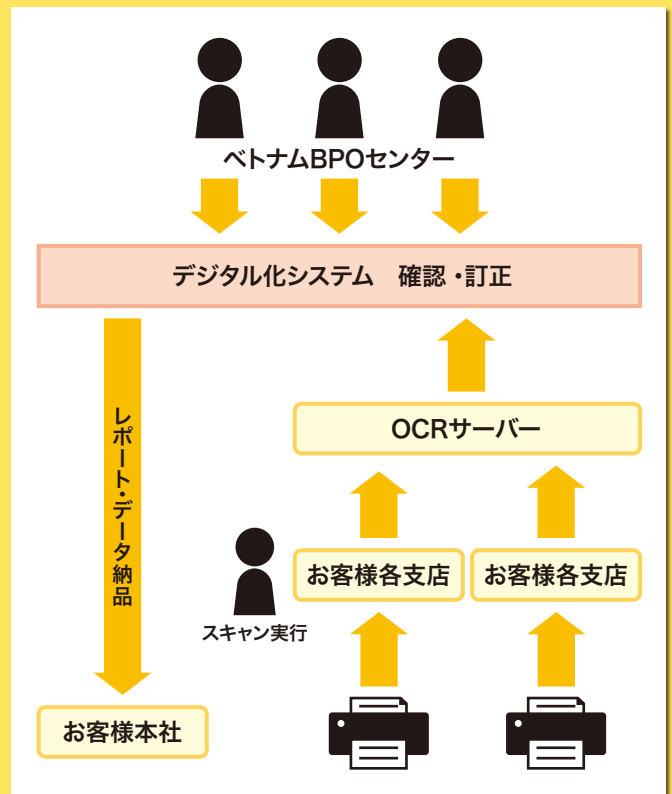 ベトナムBPOセンター
デジタル化システム　確認・訂正
レポート・データ納品
OCRサーバー
お客様各支店
お客様各支店
スキャン実行
お客様本社